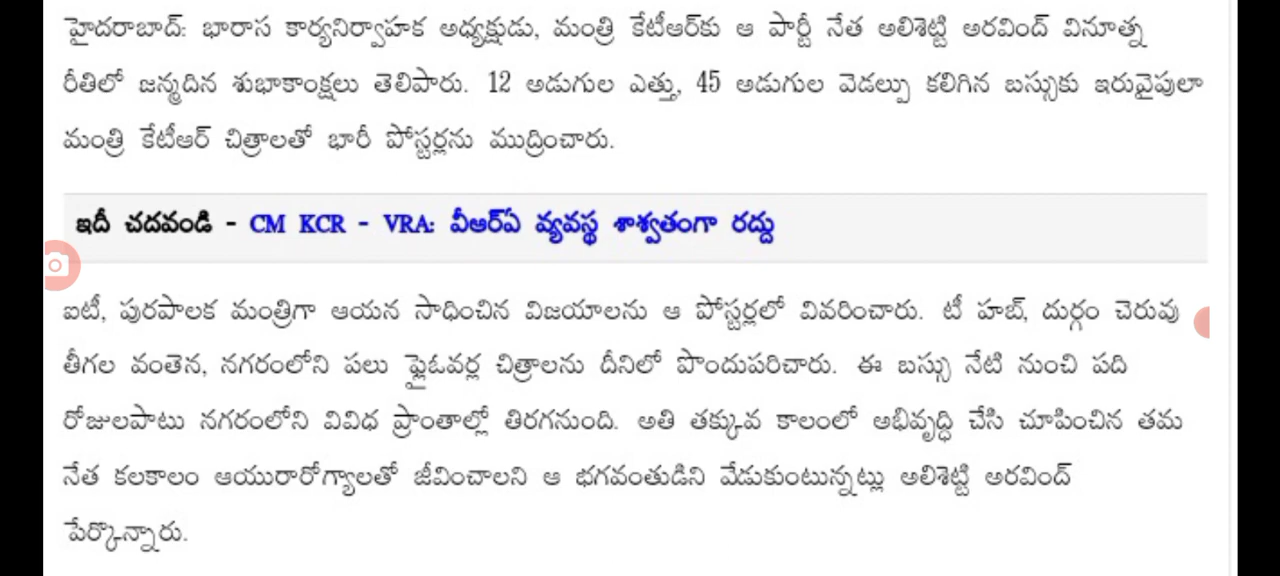 హైదరాబాద్: భారాస కార్యనిర్వాహక అధ్యక్షుడు, మంత్రి కేటీఆర్‌కు ఆ పార్టీ నేత అలిశెట్టి అరవింద్ వినూత్న
రీతిలో జన్మదిన శుభాకాంక్షలు తెలిపారు. 12 అడుగుల ఎత్తు, 45 అడుగుల వెడల్పు కలిగిన బస్సుకు ఇరువైపులా
మంత్రి కేటీఆర్ చిత్రాలతో భారీ పోస్టర్లను ముద్రించారు.
ఇదీ చదవండి - CM KCR - VRA: వీఆర్‌ఏ వ్యవస్థ శాశ్వతంగా రద్దు
ఐటీ, పురపాలక మంత్రిగా ఆయన సాధించిన విజయాలను ఆ పోస్టర్లలో వివరించారు. టీ హబ్, దుర్గం చెరువు
తీగల వంతెన, నగరంలోని పలు ఫ్లైఓవర్ల చిత్రాలను దీనిలో పొందుపరిచారు. ఈ బస్సు నేటి నుంచి పది
రోజులపాటు నగరంలోని వివిధ ప్రాంతాల్లో తిరగనుంది. అతి తక్కువ కాలంలో అభివృద్ధి చేసి చూపించిన తమ
నేత కలకాలం ఆయురారోగ్యాలతో జీవించాలని ఆ భగవంతుడిని వేడుకుంటున్నట్లు అలిశెట్టి అరవింద్
పేర్కొన్నారు.